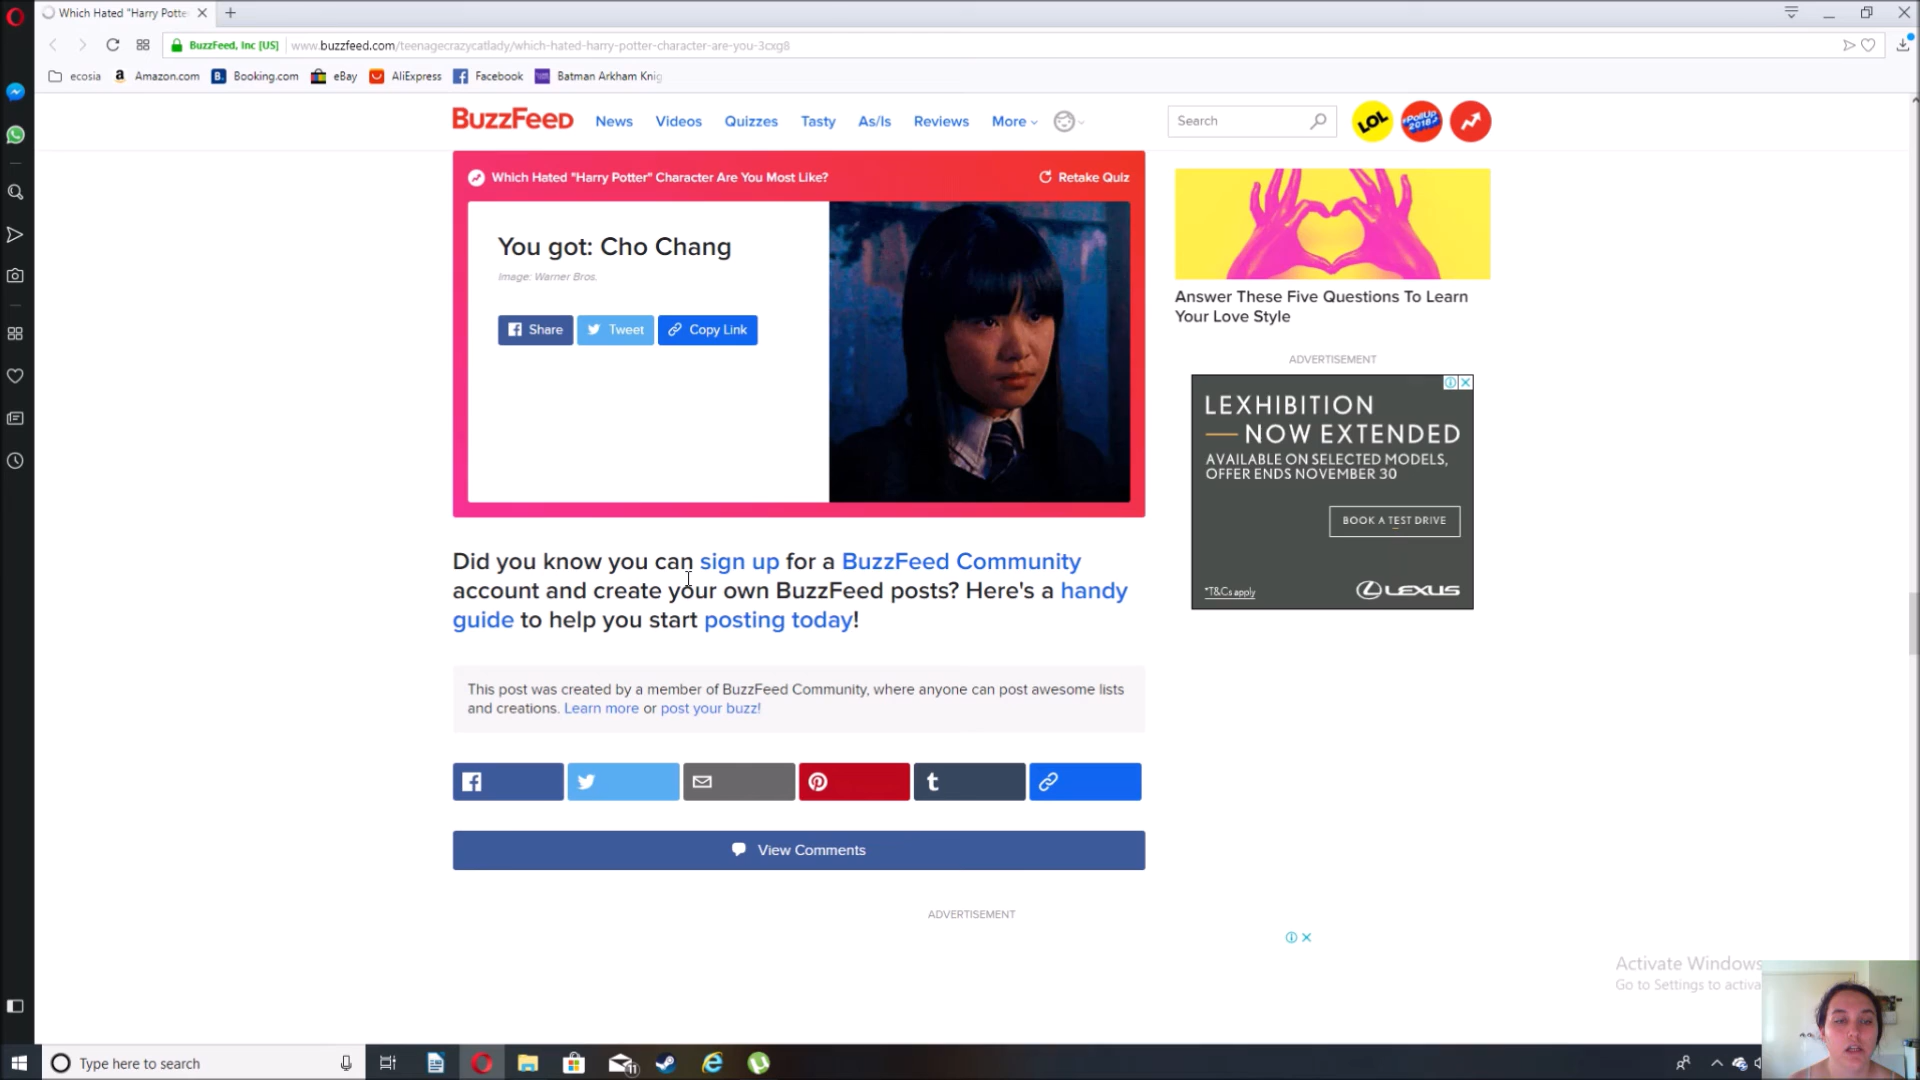 Which Hated "Harry Potte
BuzzFeed, Inc [US]
www.buzzfeed.com/teenagecrazycatlady/which-hated-harry-potter-character-are-you-3cxg8
ecosia
Amazon.com
B.
Booking.com
eBay
AliExpress
Facebook
Batman Arkham Knig
BuzzFeed
News
Videos
Quizzes
Tasty
As/Is
Reviews
More
Search
LOL
Which Hated "Harry Potter" Character Are You Most Like?
Retake Quiz
You got: Cho Chang
Image: Warner Bros.
Share
Tweet
Copy Link
Answer These Five Questions To Learn
Your Love Style
ADVERTISEMENT
LEXHIBITION
— NOW EXTENDED
AVAILABLE ON SELECTED MODELS,
OFFER ENDS NOVEMBER 30
BOOK A TEST DRIVE
*T&Cs apply
LEXUS
Did you know you can sign up for a BuzzFeed Community
account and create your own BuzzFeed posts? Here's a handy
guide to help you start posting today!
This post was created by a member of BuzzFeed Community, where anyone can post awesome lists
and creations. Learn more or post your buzz!
View Comments
ADVERTISEMENT
Activate Windows
Go to Settings to activa
Type here to search
11